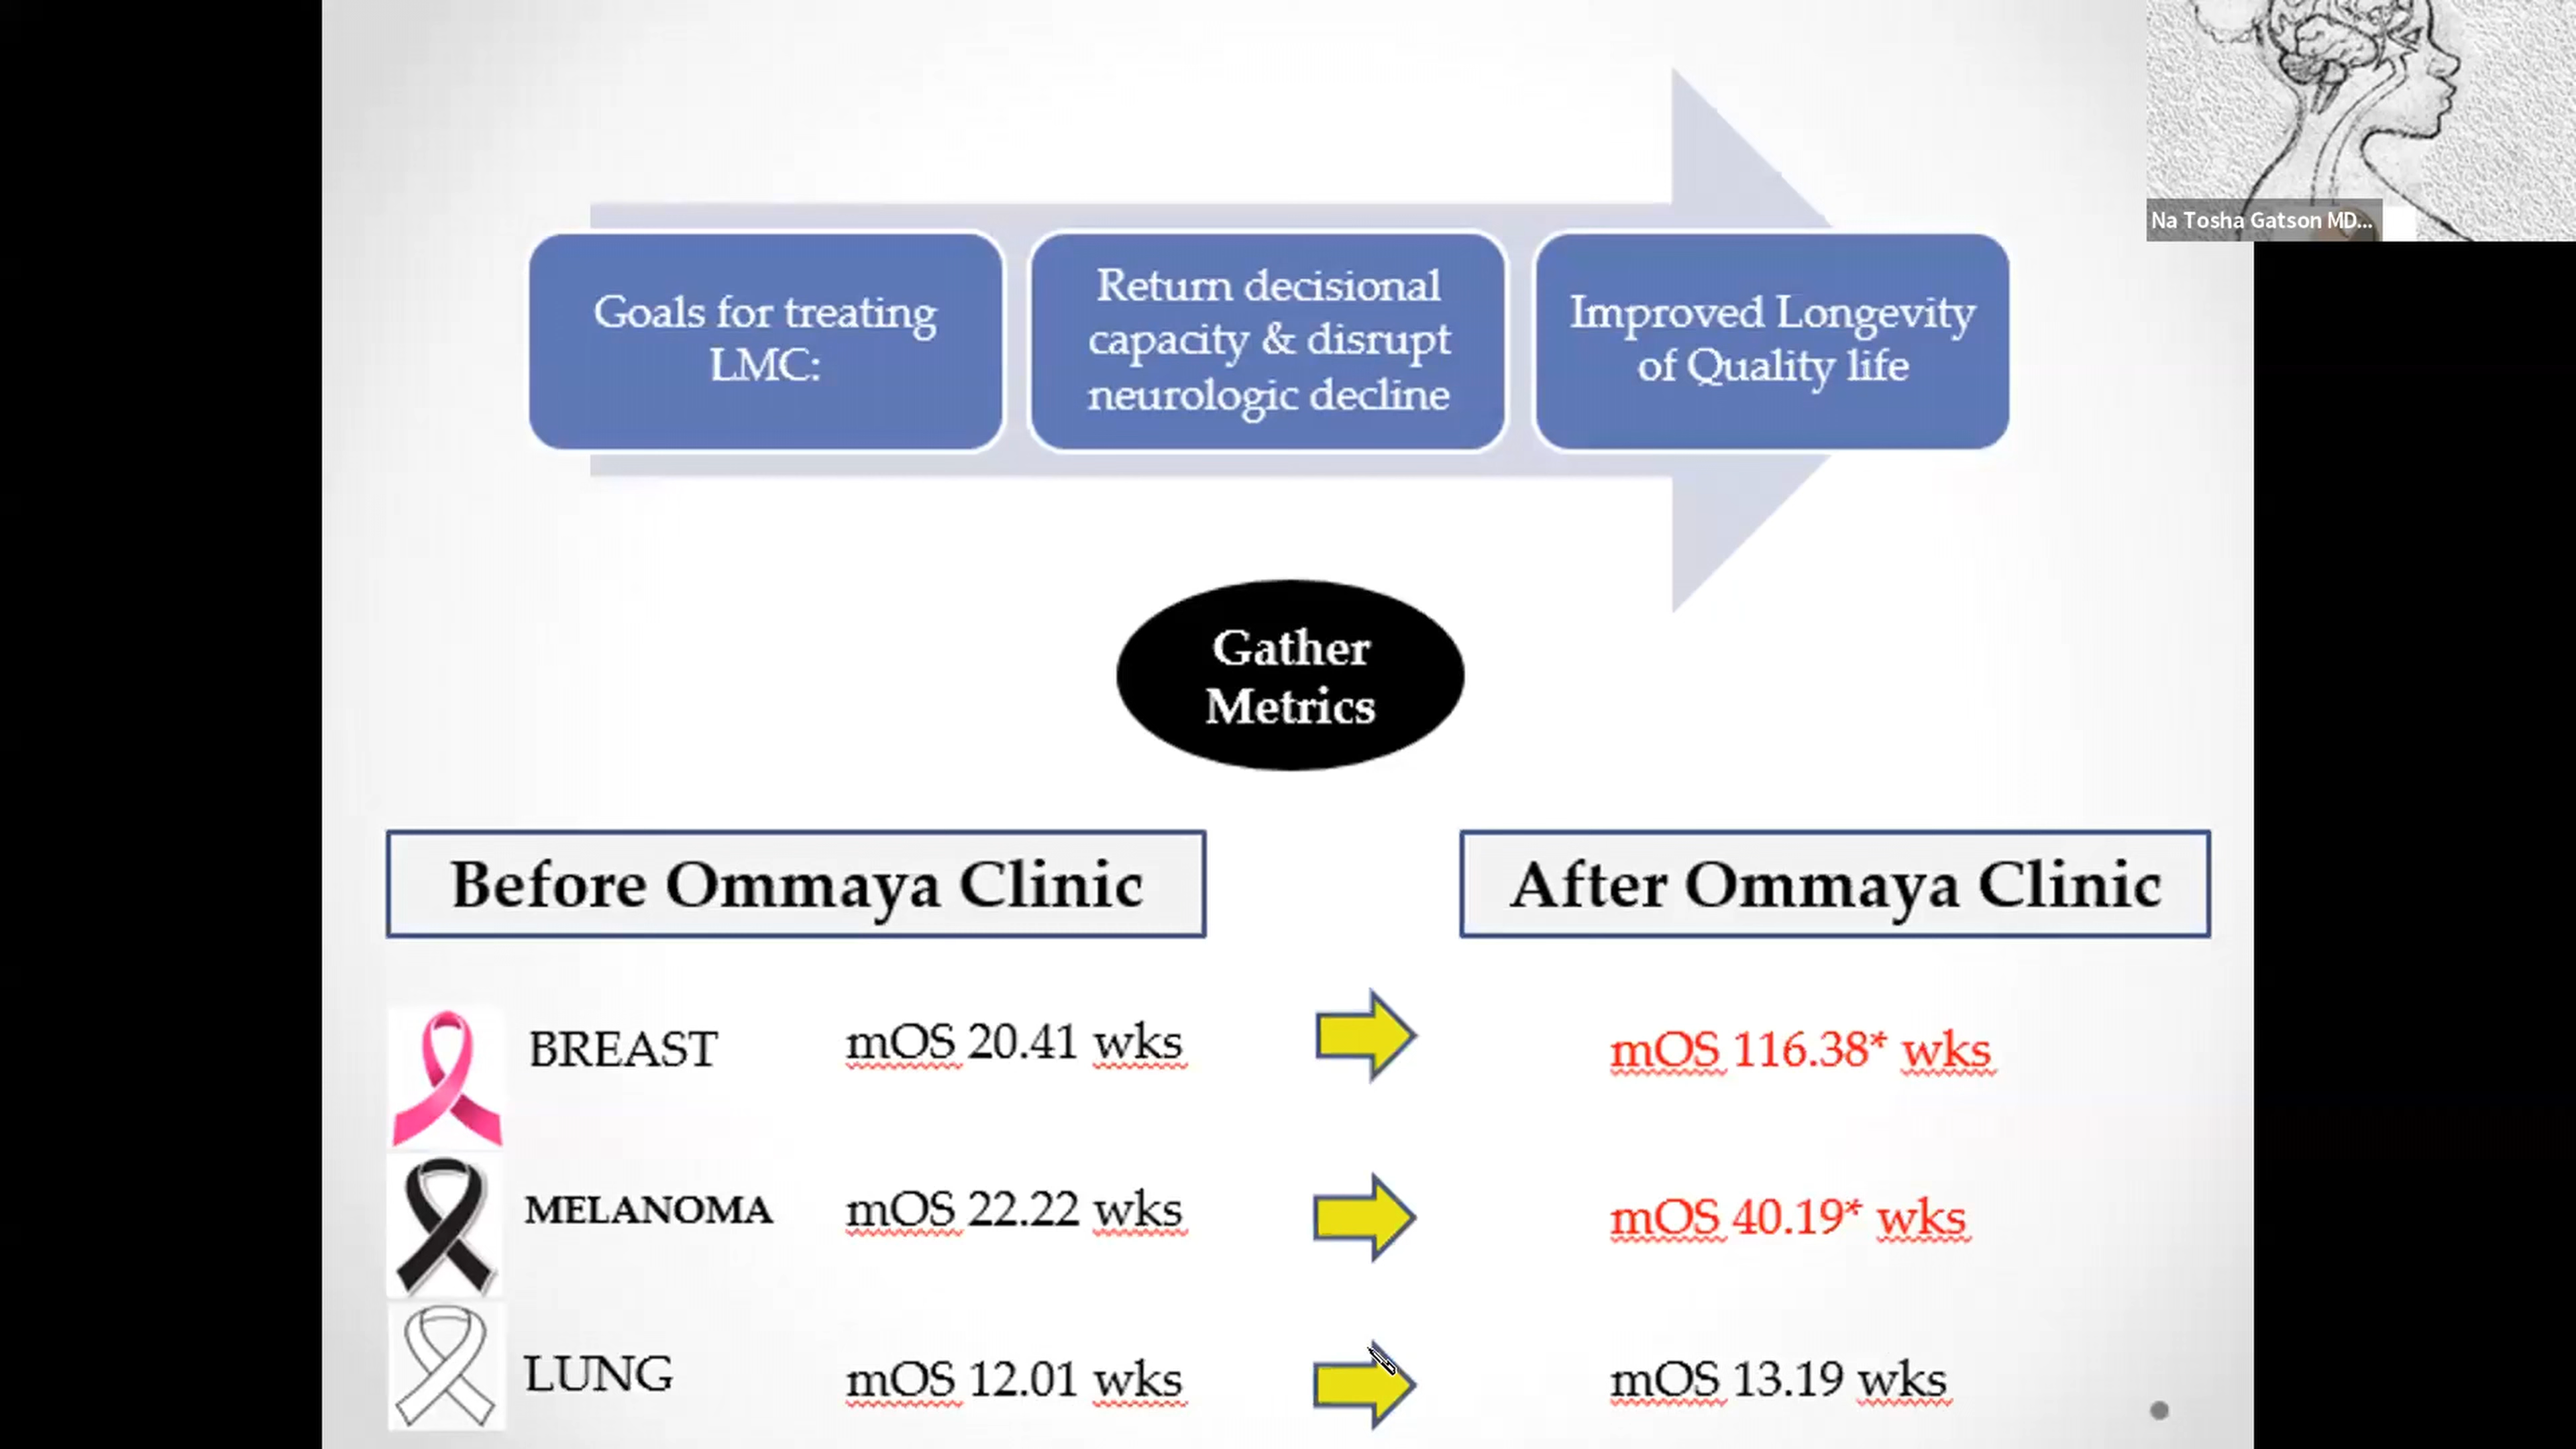 Na Tosha Gatson MD...
Goals for treating
LMC:
Return decisional
capacity & disrupt
neurologic decline
Improved Longevity
of Quality life
Gather
Metrics
Before Ommaya Clinic
After Ommaya Clinic
BREAST mOS 20.41 wks mOS 116.38* wks
MELANOMA mOS 22.22 wks mOS 40.19* wks
LUNG mOS 12.01 wks mOS 13.19 wks